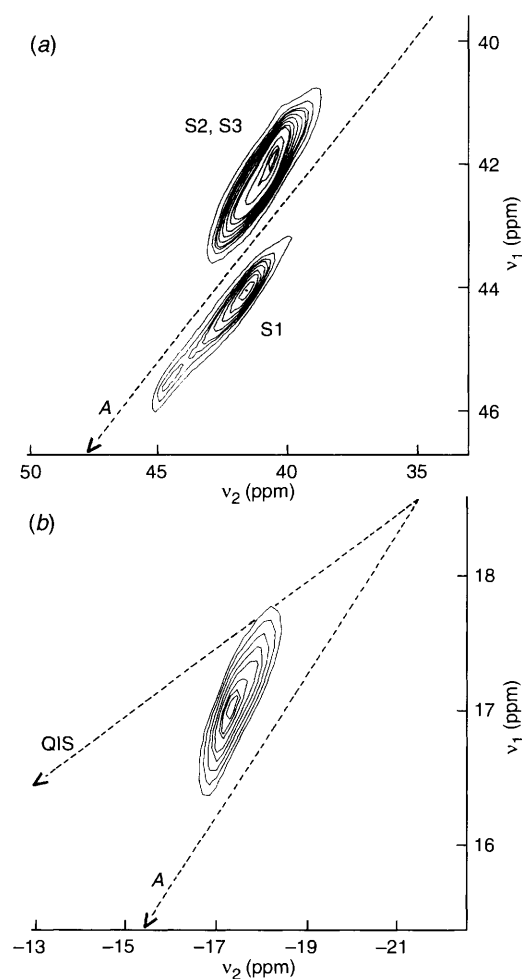 (a)
40
S2, S3
42
ν1 (ppm)
44
S1
A
46
50 45 40 35
ν2 (ppm)
(b)
18
17
ν1 (ppm)
QIS
16
A
−13 −15 −17 −19 −21
ν2 (ppm)